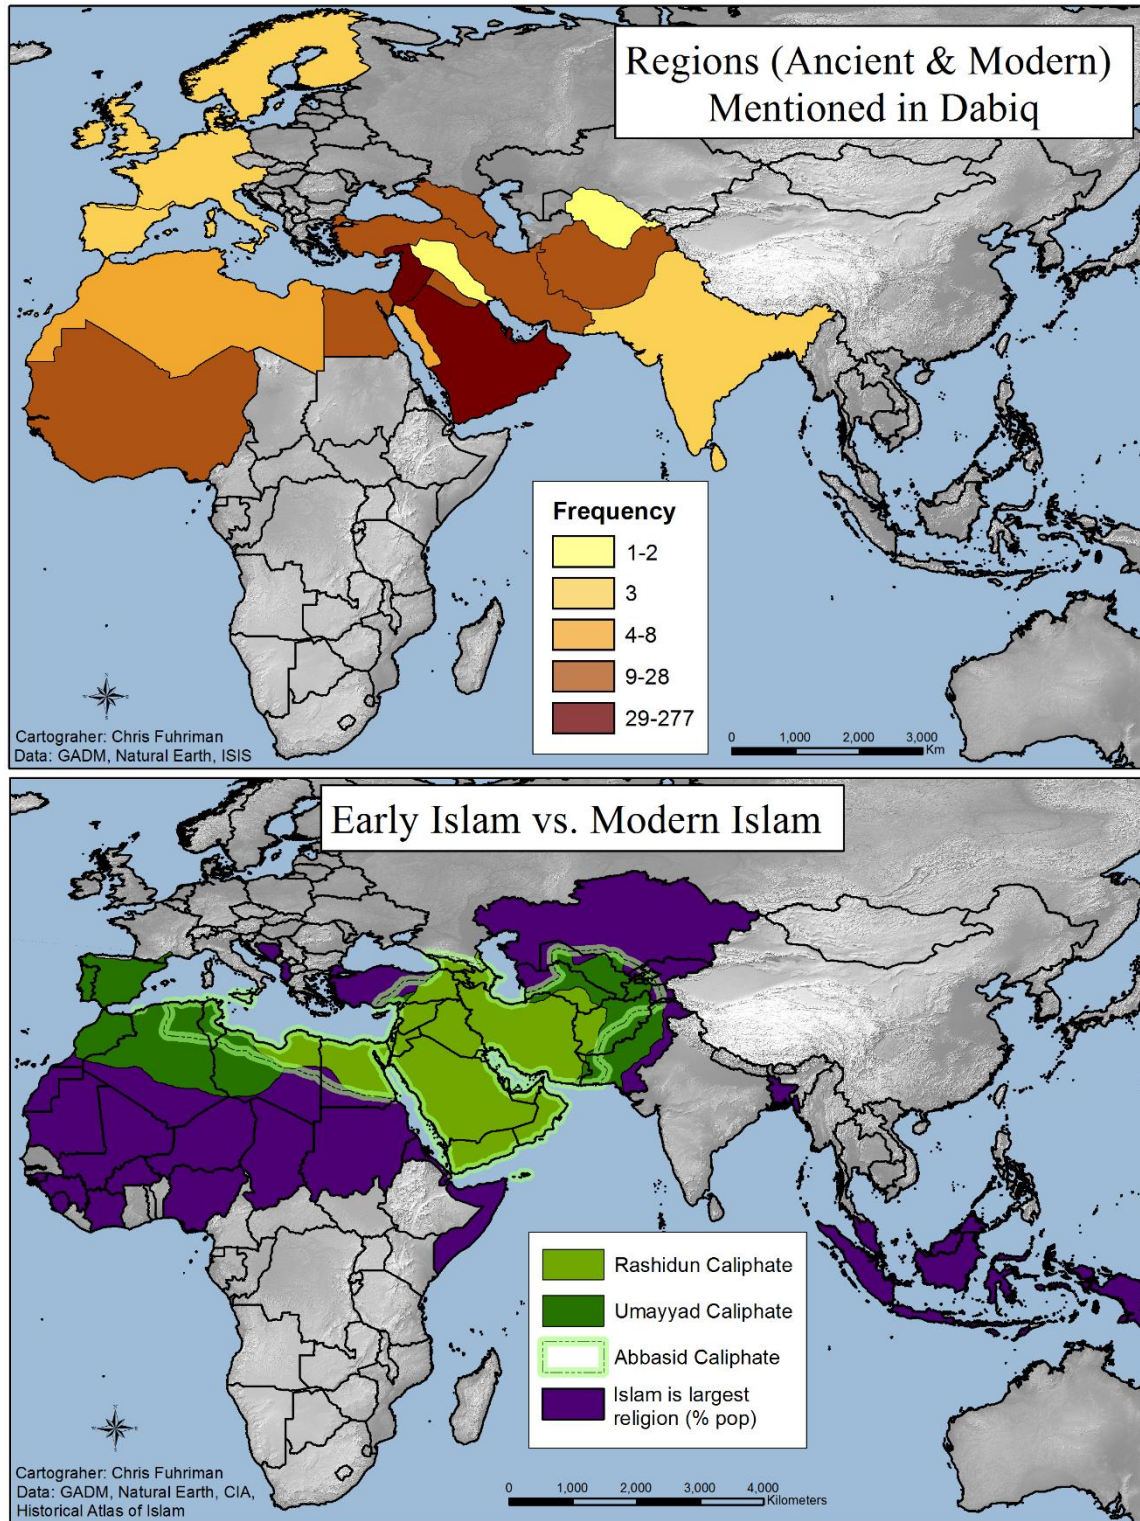 Regions (Ancient & Modern)
Mentioned in Dabiq
Frequency
1-2
3
4-8
9-28
29-277
Cartograher: Chris Fuhriman
Data: GADM, Natural Earth, ISIS
0 1,000 2,000 3,000
Km
Early Islam vs. Modern Islam
Rashidun Caliphate
Umayyad Caliphate
Abbasid Caliphate
Islam is largest
religion (% pop)
Cartograher: Chris Fuhriman
Data: GADM, Natural Earth, CIA,
Historical Atlas of Islam
0 1,000 2,000 3,000 4,000
Kilometers